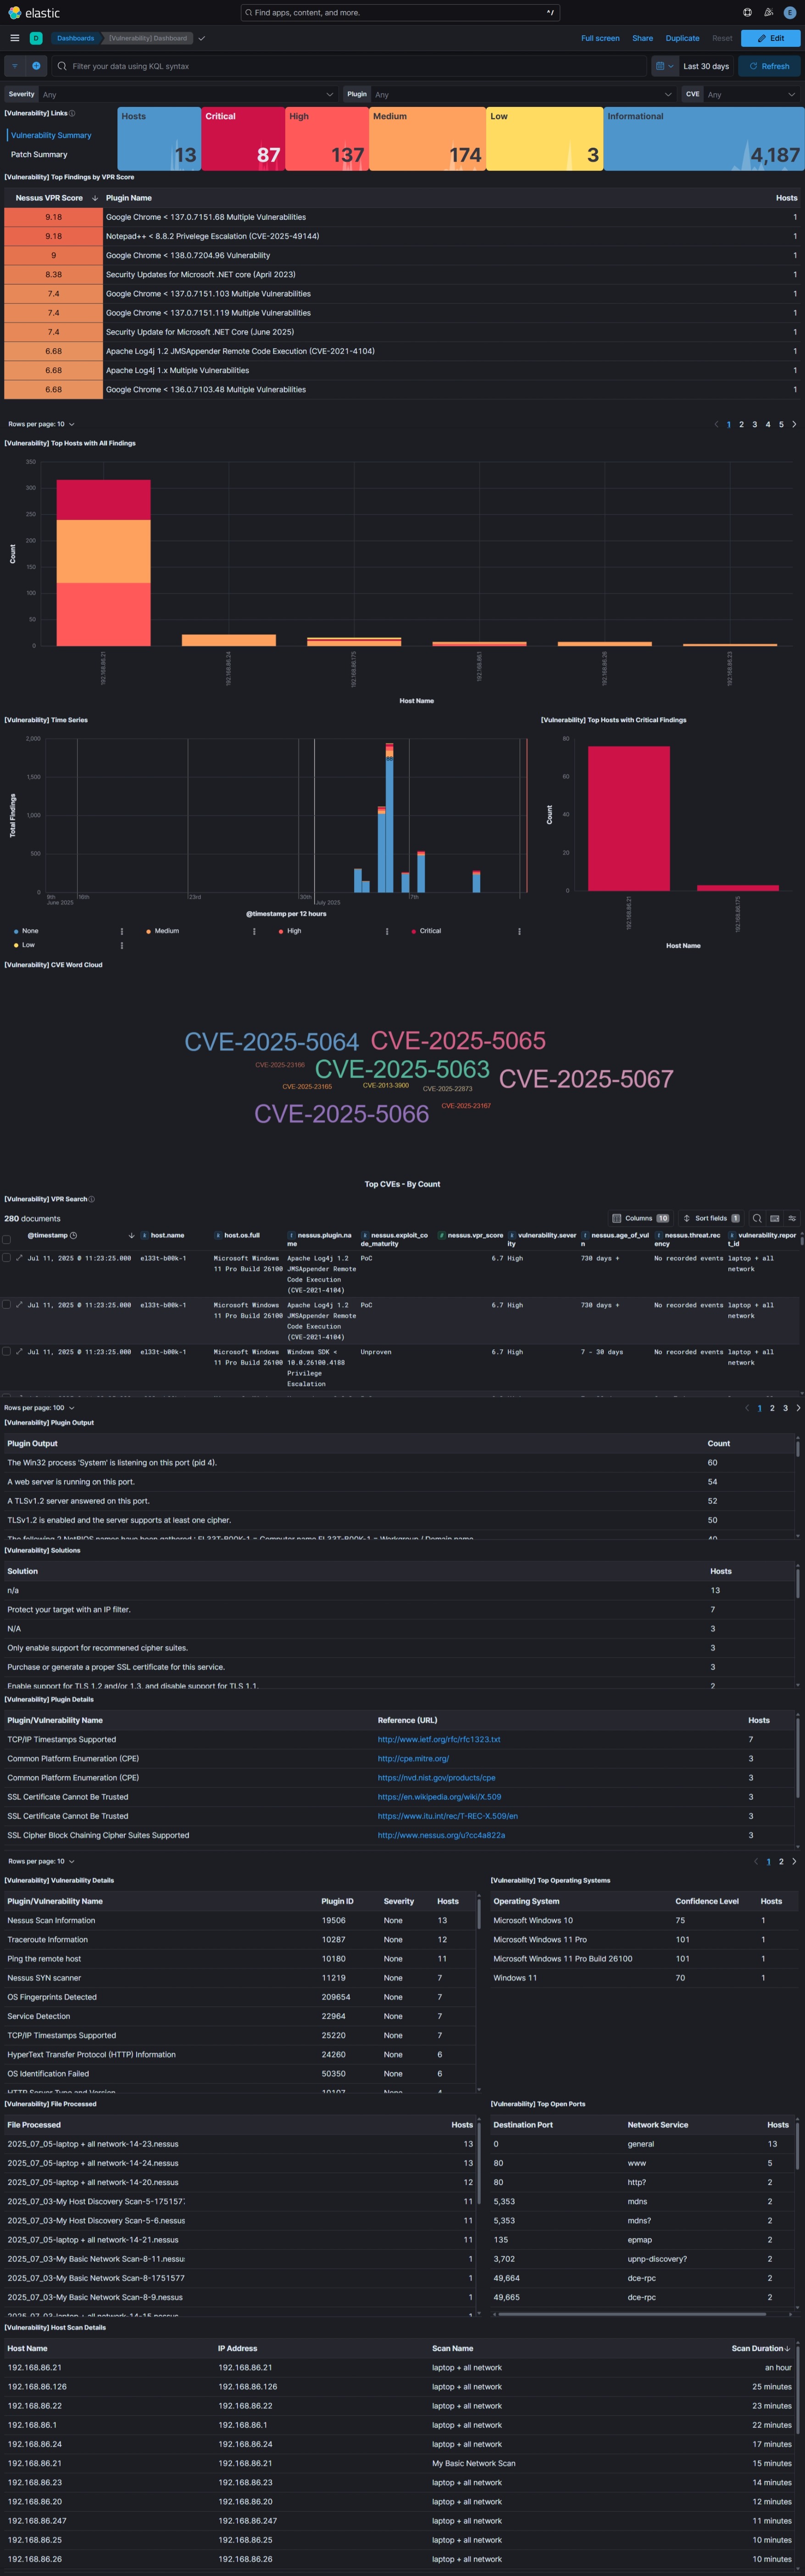 elastic
Find apps, content, and more.
^/
E
D
Dashboards
[Vulnerability] Dashboard
Full screen
Share
Duplicate
Reset
Edit
Filter your data using KQL syntax
Last 30 days
Refresh
Severity Any
Plugin Any
CVE Any
[Vulnerability] Links
Vulnerability Summary
Patch Summary
Hosts
13
Critical
87
High
137
Medium
174
Low
3
Informational
4,187
[Vulnerability] Top Findings by VPR Score
Nessus VPR Score Plugin Name Hosts
9.18 Google Chrome < 137.0.7151.68 Multiple Vulnerabilities 1
9.18 Notepad++ < 8.8.2 Privelege Escalation (CVE-2025-49144) 1
9 Google Chrome < 138.0.7204.96 Vulnerability 1
8.38 Security Updates for Microsoft .NET core (April 2023) 1
7.4 Google Chrome < 137.0.7151.103 Multiple Vulnerabilities 1
7.4 Google Chrome < 137.0.7151.119 Multiple Vulnerabilities 1
7.4 Security Update for Microsoft .NET Core (June 2025) 1
6.68 Apache Log4j 1.2 JMSAppender Remote Code Execution (CVE-2021-4104) 1
6.68 Apache Log4j 1.x Multiple Vulnerabilities 1
6.68 Google Chrome < 136.0.7103.48 Multiple Vulnerabilities 1
Rows per page: 10
1 2 3 4 5
[Vulnerability] Top Hosts with All Findings
350
300
250
200
150
100
50
0
Count
192.168.86.21
192.168.86.24
192.168.86.175
192.168.86.1
192.168.86.26
192.168.86.23
Host Name
[Vulnerability] Time Series
2,000
1,500
1,000
500
0
Total Findings
9th
June 2025
16th
23rd
30th
July 2025
7th
@timestamp per 12 hours
None
Medium
High
Critical
Low
[Vulnerability] Top Hosts with Critical Findings
80
60
40
20
0
Count
192.168.86.21
192.168.86.175
Host Name
[Vulnerability] CVE Word Cloud
CVE-2025-5064 CVE-2025-5065
CVE-2025-23166 CVE-2025-5063 CVE-2025-5067
CVE-2025-23165 CVE-2013-3900 CVE-2025-22873
CVE-2025-5066 CVE-2025-23167
Top CVEs - By Count
[Vulnerability] VPR Search
280 documents
Columns 10
Sort fields 1
@timestamp host.name host.os.full nessus.plugin.name nessus.exploit_code_maturity nessus.vpr_score vulnerability.severity nessus.age_of_vuln nessus.threat.recency vulnerability.report_id
Jul 11, 2025 @ 11:23:25.000 el33t-b00k-1 Microsoft Windows 11 Pro Build 26100 Apache Log4j 1.2 JMSAppender Remote Code Execution (CVE-2021-4104) PoC 6.7 High 730 days + No recorded events laptop + all network
Jul 11, 2025 @ 11:23:25.000 el33t-b00k-1 Microsoft Windows 11 Pro Build 26100 Apache Log4j 1.2 JMSAppender Remote Code Execution (CVE-2021-4104) PoC 6.7 High 730 days + No recorded events laptop + all network
Jul 11, 2025 @ 11:23:25.000 el33t-b00k-1 Microsoft Windows 11 Pro Build 26100 Windows SDK < 10.0.26100.4188 Privilege Escalation Unproven 6.7 High 7 - 30 days No recorded events laptop + all network
Rows per page: 100
1 2 3
[Vulnerability] Plugin Output
Plugin Output Count
The Win32 process 'System' is listening on this port (pid 4). 60
A web server is running on this port. 54
A TLSv1.2 server answered on this port. 52
TLSv1.2 is enabled and the server supports at least one cipher. 50
The following 2 NetBIOS names have been gathered : EL33T-B00K-1 = Computer name EL33T-B00K-1 = Workgroup / Domain name
[Vulnerability] Solutions
Solution Hosts
n/a 13
Protect your target with an IP filter. 7
N/A 3
Only enable support for recommened cipher suites. 3
Purchase or generate a proper SSL certificate for this service. 3
Enable support for TLS 1.2 and/or 1.3, and disable support for TLS 1.1. 2
[Vulnerability] Plugin Details
Plugin/Vulnerability Name Reference (URL) Hosts
TCP/IP Timestamps Supported http://www.ietf.org/rfc/rfc1323.txt 7
Common Platform Enumeration (CPE) http://cpe.mitre.org/ 3
Common Platform Enumeration (CPE) https://nvd.nist.gov/products/cpe 3
SSL Certificate Cannot Be Trusted https://en.wikipedia.org/wiki/X.509 3
SSL Certificate Cannot Be Trusted https://www.itu.int/rec/T-REC-X.509/en 3
SSL Cipher Block Chaining Cipher Suites Supported http://www.nessus.org/u?cc4a822a 3
Rows per page: 10
1 2
[Vulnerability] Vulnerability Details
Plugin/Vulnerability Name Plugin ID Severity Hosts
Nessus Scan Information 19506 None 13
Traceroute Information 10287 None 12
Ping the remote host 10180 None 11
Nessus SYN scanner 11219 None 7
OS Fingerprints Detected 209654 None 7
Service Detection 22964 None 7
TCP/IP Timestamps Supported 25220 None 7
HyperText Transfer Protocol (HTTP) Information 24260 None 6
OS Identification Failed 50350 None 6
HTTP Server Type and Version 10107 None 4
[Vulnerability] Top Operating Systems
Operating System Confidence Level Hosts
Microsoft Windows 10 75 1
Microsoft Windows 11 Pro 101 1
Microsoft Windows 11 Pro Build 26100 101 1
Windows 11 70 1
[Vulnerability] File Processed
File Processed Hosts
2025_07_05-laptop + all network-14-23.nessus 13
2025_07_05-laptop + all network-14-24.nessus 13
2025_07_05-laptop + all network-14-20.nessus 12
2025_07_03-My Host Discovery Scan-5-1751577 11
2025_07_03-My Host Discovery Scan-5-6.nessus 11
2025_07_05-laptop + all network-14-21.nessus 11
2025_07_03-My Basic Network Scan-8-11.nessus 1
2025_07_03-My Basic Network Scan-8-1751577 1
2025_07_03-My Basic Network Scan-8-9.nessus 1
2025_07_03-laptop + all network-14-15.nessus 1
[Vulnerability] Top Open Ports
Destination Port Network Service Hosts
0 general 13
80 www 5
80 http? 2
5,353 mdns 2
5,353 mdns? 2
135 epmap 2
3,702 upnp-discovery? 2
49,664 dce-rpc 2
49,665 dce-rpc 2
[Vulnerability] Host Scan Details
Host Name IP Address Scan Name Scan Duration
192.168.86.21 192.168.86.21 laptop + all network an hour
192.168.86.126 192.168.86.126 laptop + all network 25 minutes
192.168.86.22 192.168.86.22 laptop + all network 23 minutes
192.168.86.1 192.168.86.1 laptop + all network 22 minutes
192.168.86.24 192.168.86.24 laptop + all network 17 minutes
192.168.86.21 192.168.86.21 My Basic Network Scan 15 minutes
192.168.86.23 192.168.86.23 laptop + all network 14 minutes
192.168.86.20 192.168.86.20 laptop + all network 12 minutes
192.168.86.247 192.168.86.247 laptop + all network 11 minutes
192.168.86.25 192.168.86.25 laptop + all network 10 minutes
192.168.86.26 192.168.86.26 laptop + all network 10 minutes